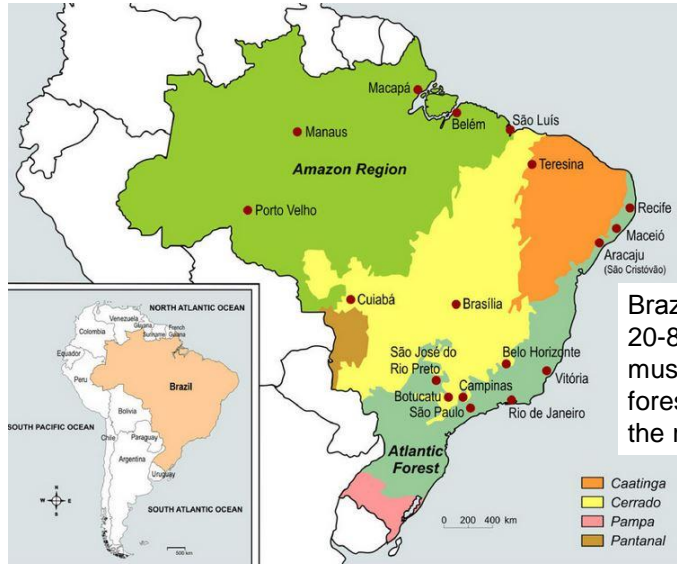 Macapá
Belém
São Luís
Manaus
Teresina
Amazon Region
Porto Velho
Recife
Maceió
Aracaju
(São Cristóvão)
Cuiabá
Brasília
São José do
Rio Preto
Belo Horizonte
Vitória
Botucatu
Campinas
São Paulo
Rio de Janeiro
Atlantic
Forest
Braz
20-8
mus
fores
the r
Caatinga
Cerrado
Pampa
Pantanal
0 200 400 km
NORTH ATLANTIC OCEAN
Venezuela
Guyana
French
Guiana
Suriname
Colombia
Equador
Peru
Brazil
Bolivia
SOUTH PACIFIC OCEAN
Chile
Paraguay
Argentina
Uruguay
SOUTH ATLANTIC OCEAN
N
W
E
S
500 km